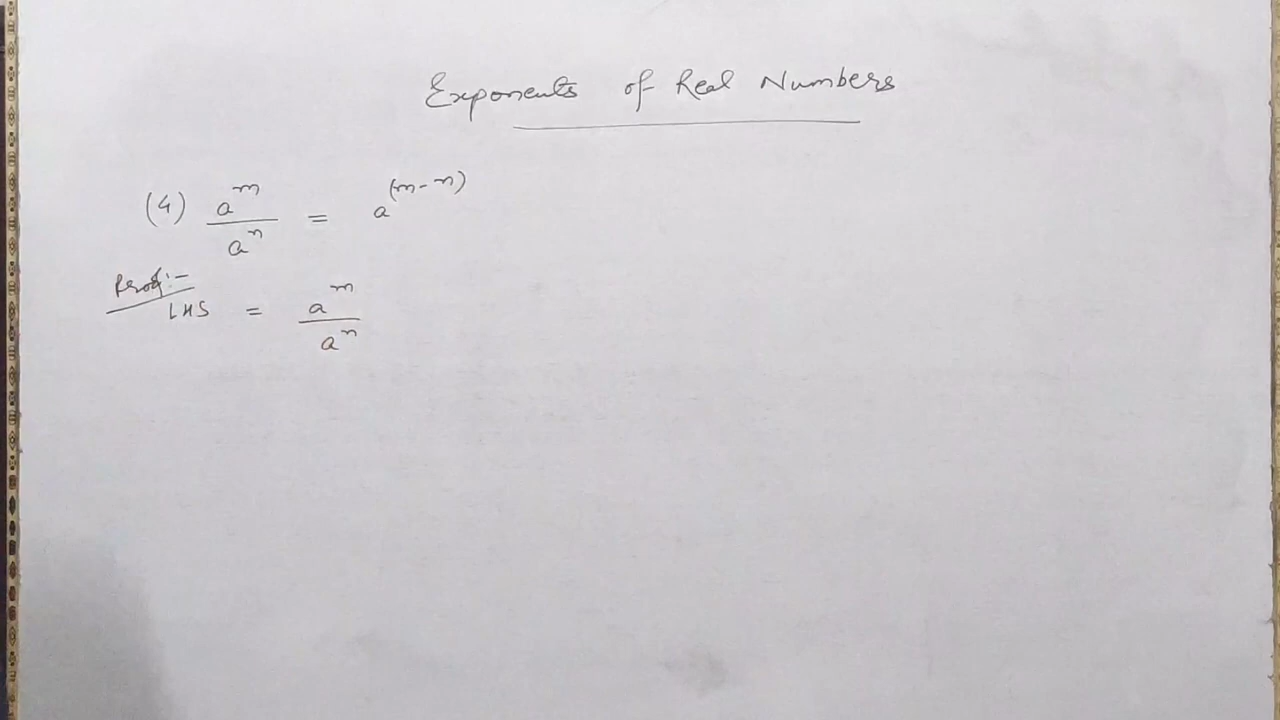 Exponents of Real Numbers
(4) a^m / a^n = a^(m-n)
Proof:-
LHS = a^m / a^n